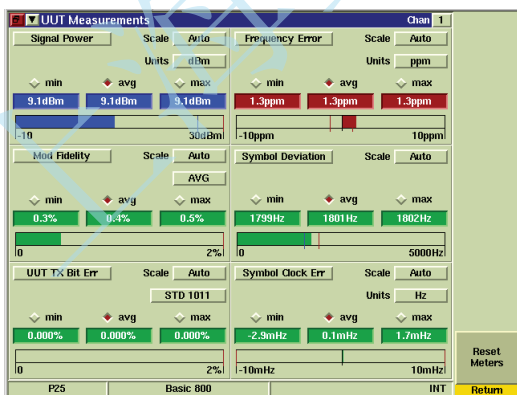 UUT Measurements Chan 1
Signal Power Scale Auto
Units dBm
min avg max
9.1dBm 9.1dBm 9.1dBm
-10 30dBm
Frequency Error Scale Auto
Units ppm
min avg max
1.3ppm 1.3ppm 1.3ppm
-10ppm 10ppm
Mod Fidelity Scale Auto
AVG
min avg max
0.3% 0.4% 0.5%
0 2%
Symbol Deviation Scale Auto
min avg max
1799Hz 1801Hz 1802Hz
0 5000Hz
UUT TX Bit Err Scale Auto
STD 1011
min avg max
0.000% 0.000% 0.000%
0 2%
Symbol Clock Err Scale Auto
Units Hz
min avg max
-2.9mHz 0.1mHz 1.7mHz
-10mHz 10mHz
Reset
Meters
P25 Basic 800 INT Return